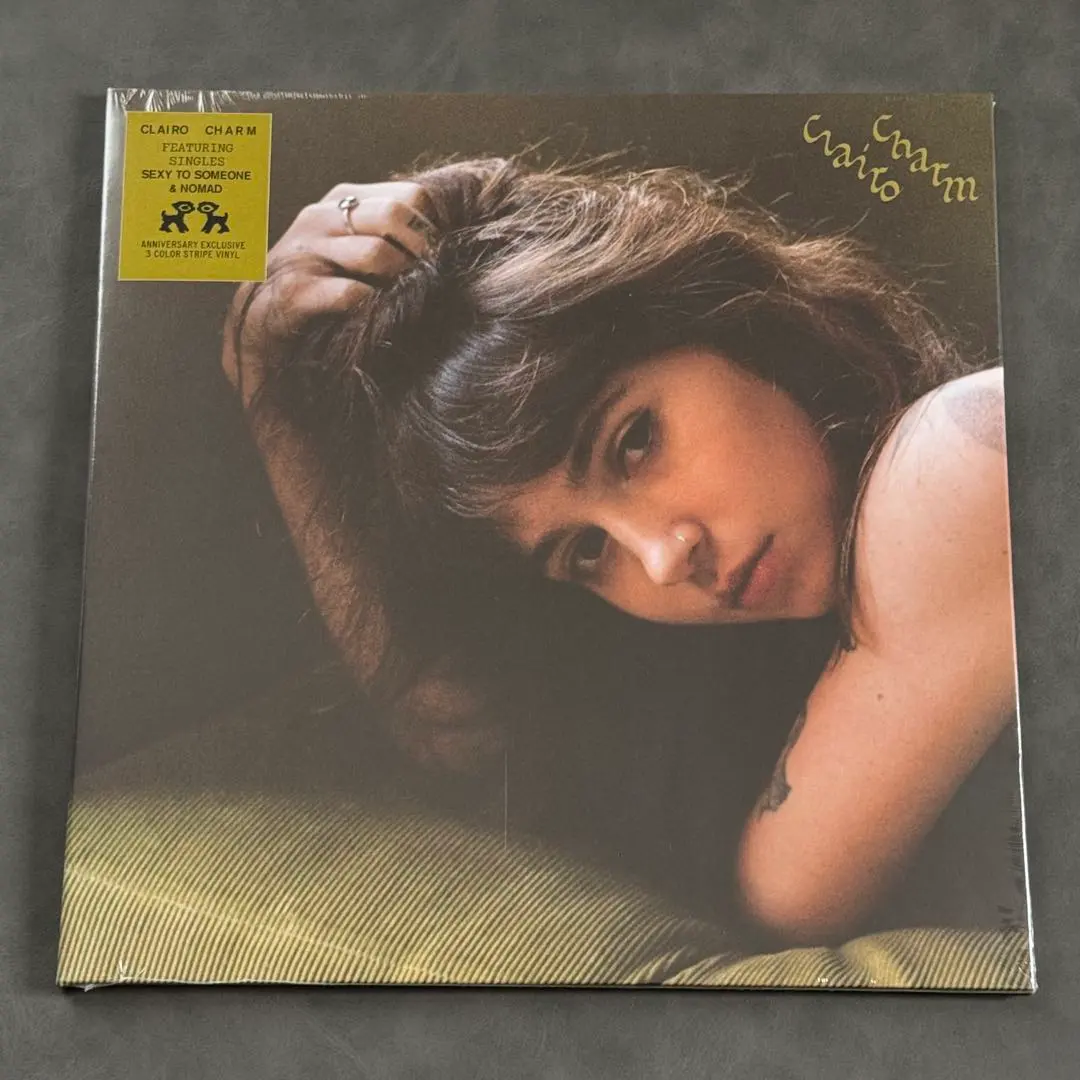 CLAIRO CHARM
FEATURING
SINGLES
SEXY TO SOMEONE
& NOMAD
ANNIVERSARY EXCLUSIVE
3 COLOR STRIPE VINYL
Clairo
Charm